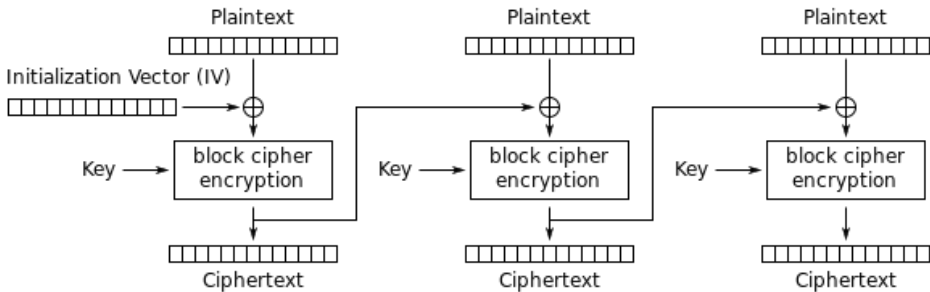 Plaintext
Plaintext
Plaintext
Initialization Vector (IV)
Key
block cipher
encryption
Key
block cipher
encryption
Key
block cipher
encryption
Ciphertext
Ciphertext
Ciphertext